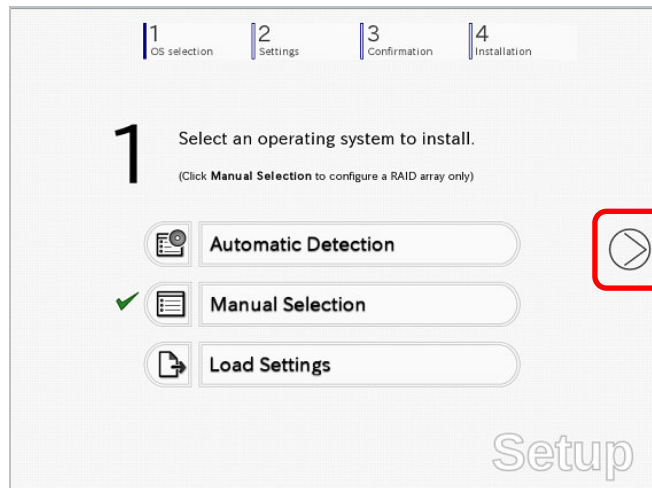 1
OS selection
2
Settings
3
Confirmation
4
Installation
1
Select an operating system to install.
(Click Manual Selection to configure a RAID array only)
Automatic Detection
Manual Selection
Load Settings
Setup